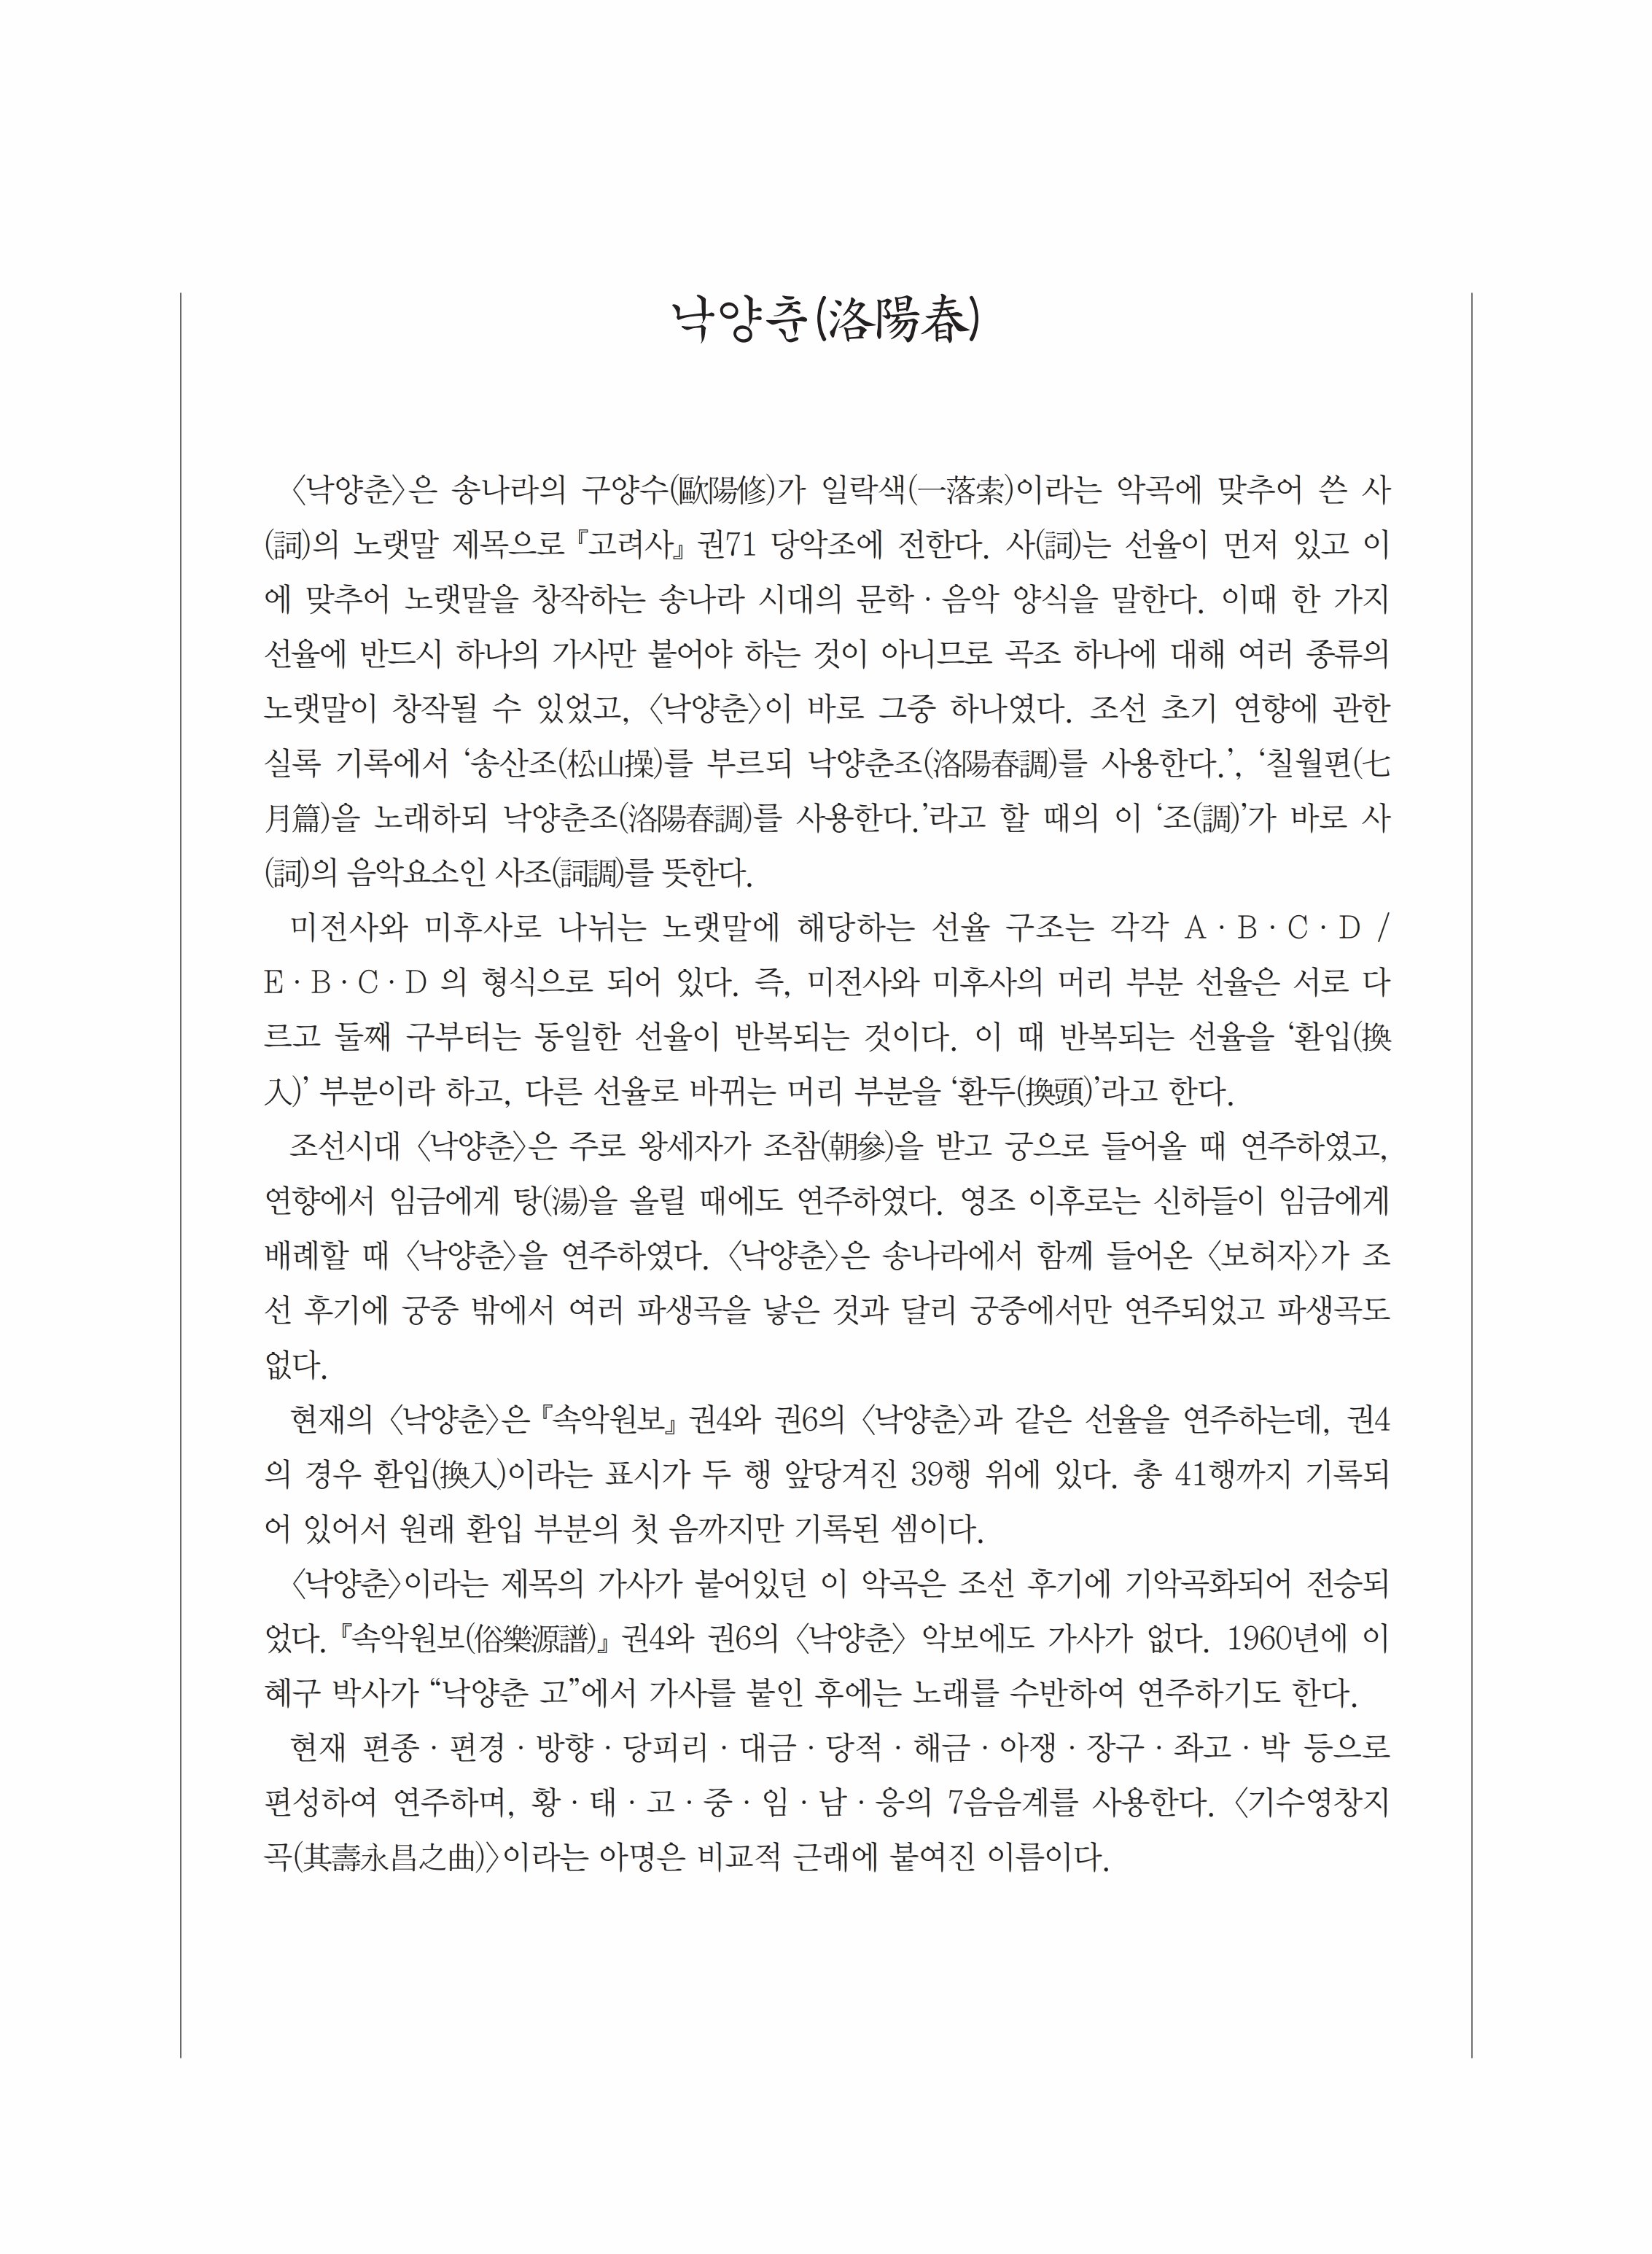 낙양춘(洛陽春)
〈낙양춘〉은 송나라의 구양수(歐陽修)가 일락색(一落索)이라는 악곡에 맞추어 쓴 사
(詞)의 노랫말 제목으로 『고려사』 권71 당악조에 전한다. 사(詞)는 선율이 먼저 있고 이
에 맞추어 노랫말을 창작하는 송나라 시대의 문학·음악 양식을 말한다. 이때 한 가지
선율에 반드시 하나의 가사만 붙어야 하는 것이 아니므로 곡조 하나에 대해 여러 종류의
노랫말이 창작될 수 있었고, 〈낙양춘〉이 바로 그중 하나였다. 조선 초기 연향에 관한
실록 기록에서 ‘송산조(松山操)를 부르되 낙양춘조(洛陽春調)를 사용한다.’, ‘칠월편(七
月篇)을 노래하되 낙양춘조(洛陽春調)를 사용한다.’라고 할 때의 이 ‘조(調)’가 바로 사
(詞)의 음악요소인 사조(詞調)를 뜻한다.
미전사와 미후사로 나뉘는 노랫말에 해당하는 선율 구조는 각각 A·B·C·D /
E·B·C·D 의 형식으로 되어 있다. 즉, 미전사와 미후사의 머리 부분 선율은 서로 다
르고 둘째 구부터는 동일한 선율이 반복되는 것이다. 이 때 반복되는 선율을 ‘환입(換
入)’ 부분이라 하고, 다른 선율로 바뀌는 머리 부분을 ‘환두(換頭)’라고 한다.
조선시대 〈낙양춘〉은 주로 왕세자가 조참(朝參)을 받고 궁으로 들어올 때 연주하였고,
연향에서 임금에게 탕(湯)을 올릴 때에도 연주하였다. 영조 이후로는 신하들이 임금에게
배례할 때 〈낙양춘〉을 연주하였다. 〈낙양춘〉은 송나라에서 함께 들어온 〈보허자〉가 조
선 후기에 궁중 밖에서 여러 파생곡을 낳은 것과 달리 궁중에서만 연주되었고 파생곡도
없다.
현재의 〈낙양춘〉은 『속악원보』 권4와 권6의 〈낙양춘〉과 같은 선율을 연주하는데, 권4
의 경우 환입(換入)이라는 표시가 두 행 앞당겨진 39행 위에 있다. 총 41행까지 기록되
어 있어서 원래 환입 부분의 첫 음까지만 기록된 셈이다.
〈낙양춘〉이라는 제목의 가사가 붙어있던 이 악곡은 조선 후기에 기악곡화되어 전승되
었다. 『속악원보(俗樂源譜)』 권4와 권6의 〈낙양춘〉 악보에도 가사가 없다. 1960년에 이
혜구 박사가 “낙양춘 고”에서 가사를 붙인 후에는 노래를 수반하여 연주하기도 한다.
현재 편종·편경·방향·당피리·대금·당적·해금·아쟁·장구·좌고·박 등으로
편성하여 연주하며, 황·태·고·중·임·남·응의 7음음계를 사용한다. 〈기수영창지
곡(其壽永昌之曲)〉이라는 아명은 비교적 근래에 붙여진 이름이다.